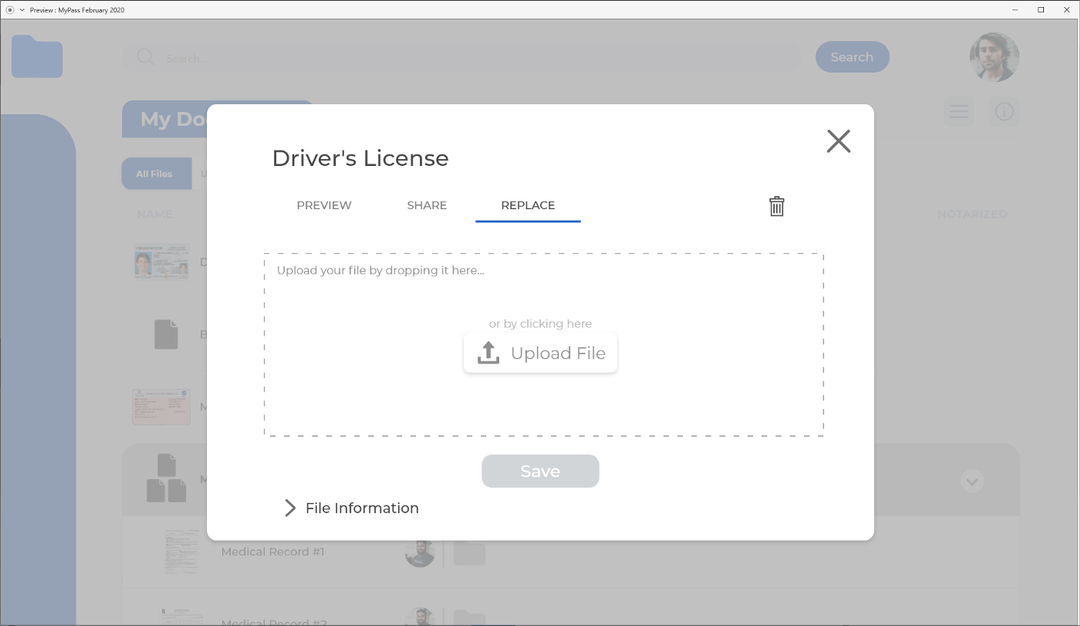 Preview : MyPass February 2020
Search...
Search
My Do
All Files
U
NAME
NOTARIZED
Driver's License
PREVIEW
SHARE
REPLACE
Upload your file by dropping it here...
or by clicking here
Upload File
Save
File Information
D
B
M
M
Medical Record #1
Medical Record #2